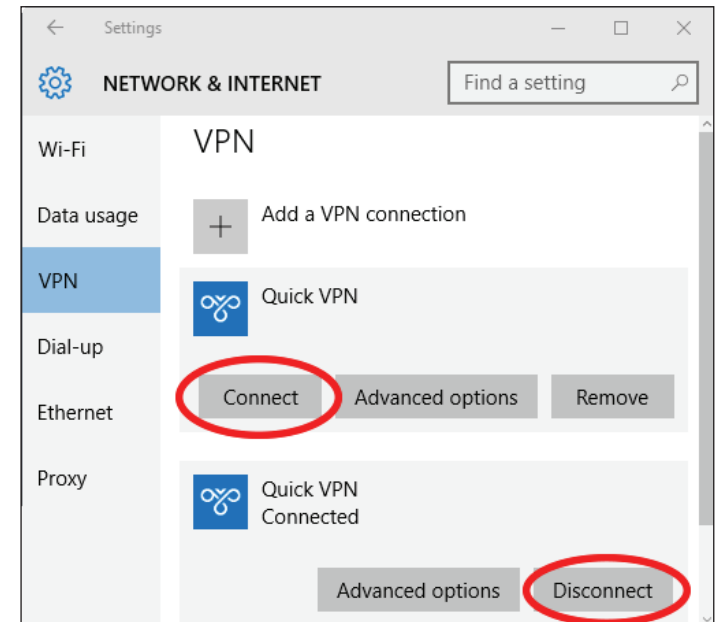 Settings
NETWORK & INTERNET
Find a setting
Wi-Fi
Data usage
VPN
Dial-up
Ethernet
Proxy
VPN
Add a VPN connection
Quick VPN
Connect Advanced options Remove
Quick VPN
Connected
Advanced options Disconnect